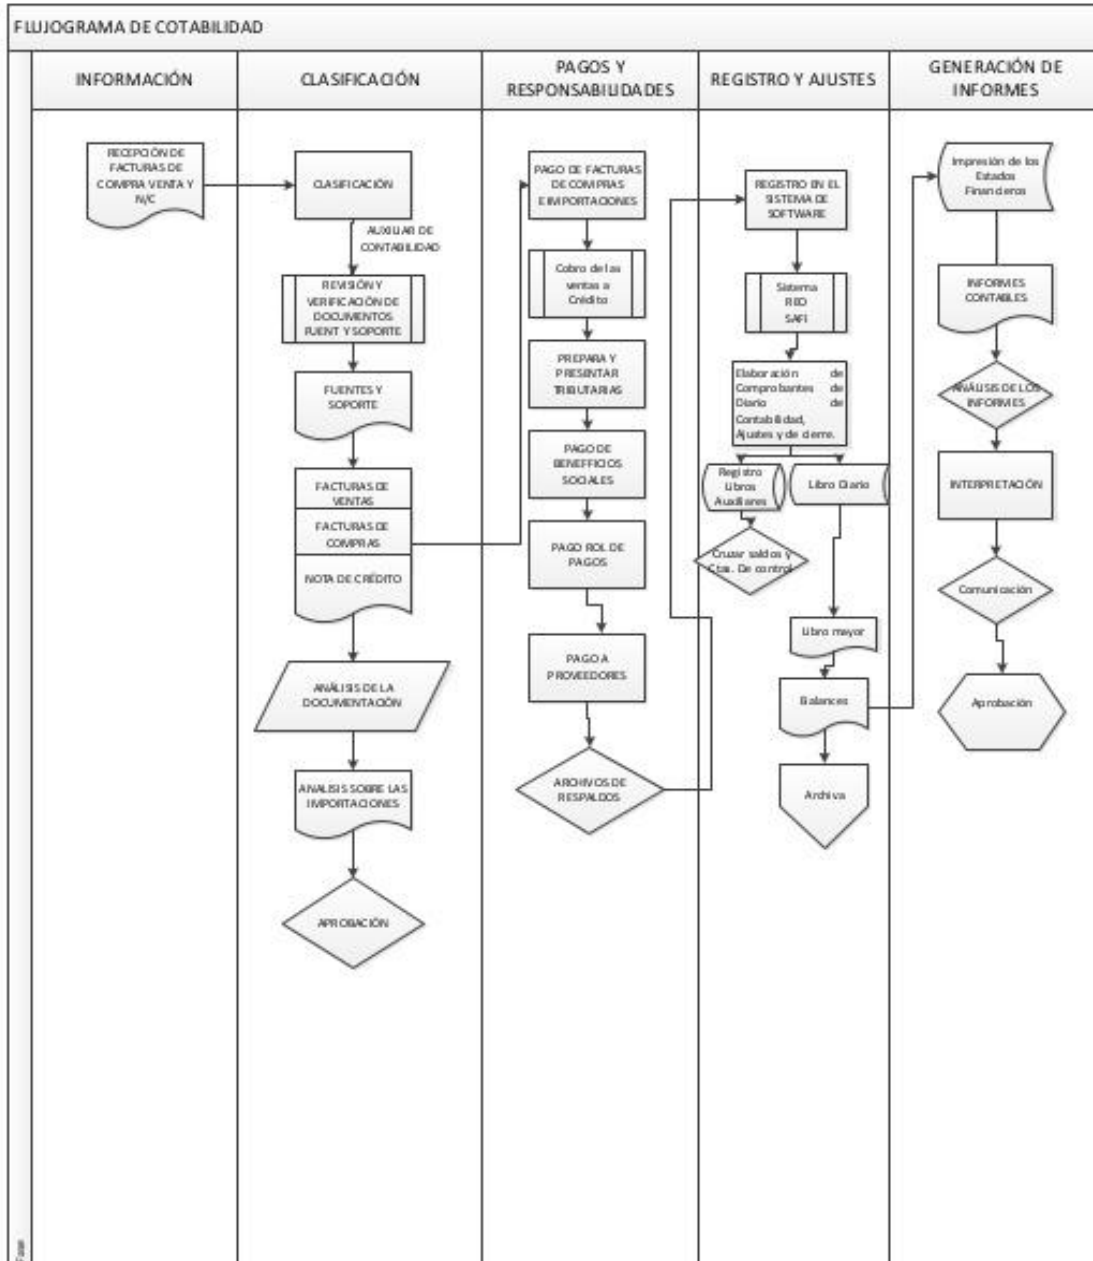 FLUJOGRAMA DE COTABILIDAD
INFORMACIÓN
CLASIFICACIÓN
PAGOS Y
RESPONSABILIDADES
REGISTRO Y AJUSTES
GENERACIÓN DE
INFORMES
RECEPCIÓN DE
FACTURAS DE
COMPRA VENTA Y
N/C
CLASIFICACIÓN
AUXILIAR DE
CONTABILIDAD
REVISIÓN Y
VERIFICACIÓN DE
DOCUMENTOS
FUENT Y SOPORTE
FUENTES Y
SOPORTE
FACTURAS DE
VENTAS
FACTURAS DE
COMPRAS
NOTA DE CRÉDITO
ANÁLISIS DE LA
DOCUMENTACIÓN
ANALISIS SOBRE LAS
IMPORTACIONES
APROBACIÓN
PAGO DE FACTURAS
DE COMPRAS
E IMPORTACIONES
Cobro de las
ventas a
Crédito
PREPARA Y
PRESENTAR
TRIBUTARIAS
PAGO DE
BENEFFICIOS
SOCIALES
PAGO ROL DE
PAGOS
PAGO A
PROVEEDORES
ARCHIVOS DE
RESPALDOS
REGISTRO EN EL
SISTEMA DE
SOFTWARE
Sistema
RED
SAFI
Elaboración de
Comprobantes de
Diario de
Contabilidad,
Ajustes y de cierre.
Registro
Libros
Auxiliares
Libro Diario
Cruzar saldos y
Ctas. De control
Libro mayor
Balances
Archiva
Impresión de los
Estados
Financieros
INFORMES
CONTABLES
ANÁLISIS DE LOS
INFORMES
INTERPRETACIÓN
Comunicación
Aprobación
Fase